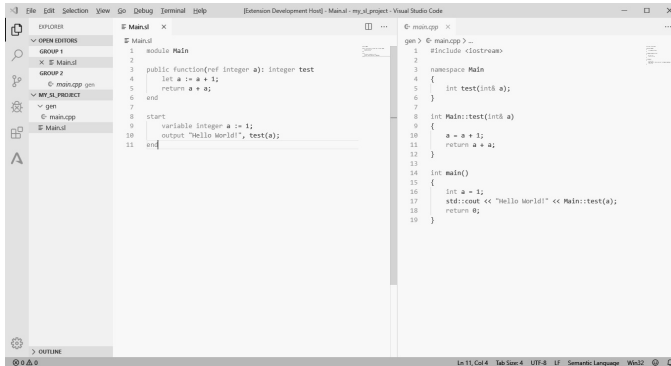 File Edit Selection View Go Debug Terminal Help [Extension Development Host] - Main.sl - my_sl_project - Visual Studio Code
EXPLORER
OPEN EDITORS
GROUP 1
Main.sl
GROUP 2
main.cpp gen
MY_SL_PROJECT
gen
main.cpp
Main.sl
OUTLINE
Main.sl
Main.sl
1 module Main
2
3 public function(ref integer a): integer test
4 let a := a + 1;
5 return a + a;
6 end
7
8 start
9 variable integer a := 1;
10 output "Hello World!", test(a);
11 end
main.cpp
gen > main.cpp > ...
1 #include <iostream>
2
3 namespace Main
4 {
5 int test(int& a);
6 }
7
8 int Main::test(int& a)
9 {
10 a = a + 1;
11 return a + a;
12 }
13
14 int main()
15 {
16 int a = 1;
17 std::cout << "Hello World!" << Main::test(a);
18 return 0;
19 }
0 0 Ln 11, Col 4 Tab Size: 4 UTF-8 LF Semantic Language Win32